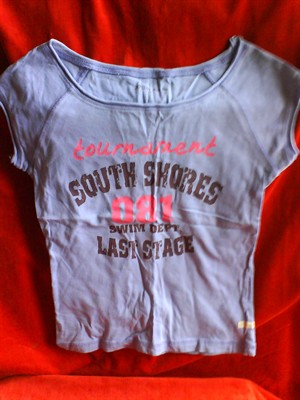 tournament
SOUTH SHORES
081
SWIM DEPT.
LAST STAGE